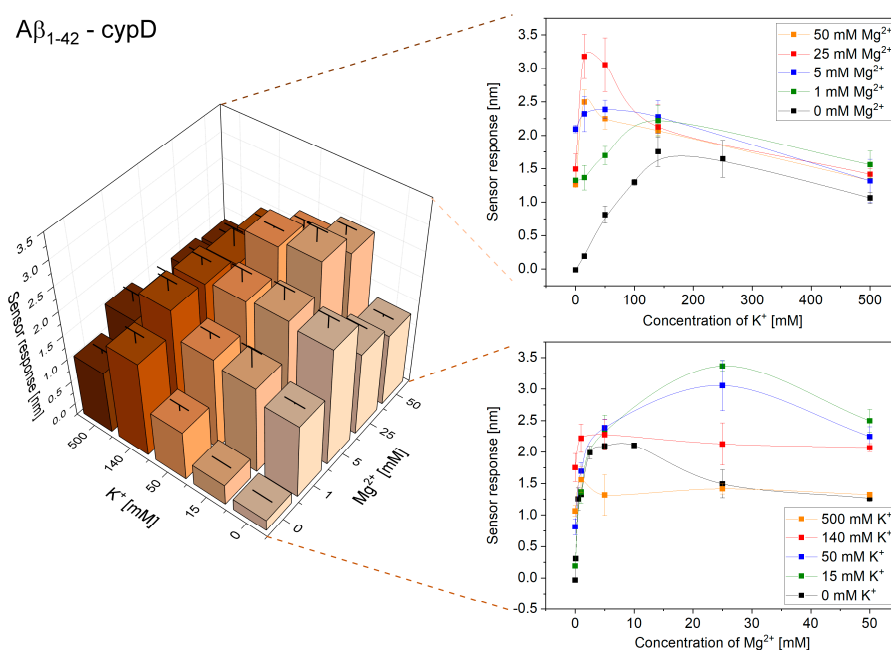 Aβ1-42 - cypD
3.5
3.0
2.5
2.0
1.5
1.0
0.5
0.0
Sensor response [nm]
500
140
50
15
0
K+ [mM]
0
1
5
25
50
Mg2+ [mM]
50 mM Mg2+
25 mM Mg2+
5 mM Mg2+
1 mM Mg2+
0 mM Mg2+
3.5
3.0
2.5
2.0
1.5
1.0
0.5
0.0
Sensor response [nm]
0 100 200 300 400 500
Concentration of K+ [mM]
3.5
3.0
2.5
2.0
1.5
1.0
0.5
0.0
-0.5
Sensor response [nm]
500 mM K+
140 mM K+
50 mM K+
15 mM K+
0 mM K+
0 10 20 30 40 50
Concentration of Mg2+ [mM]